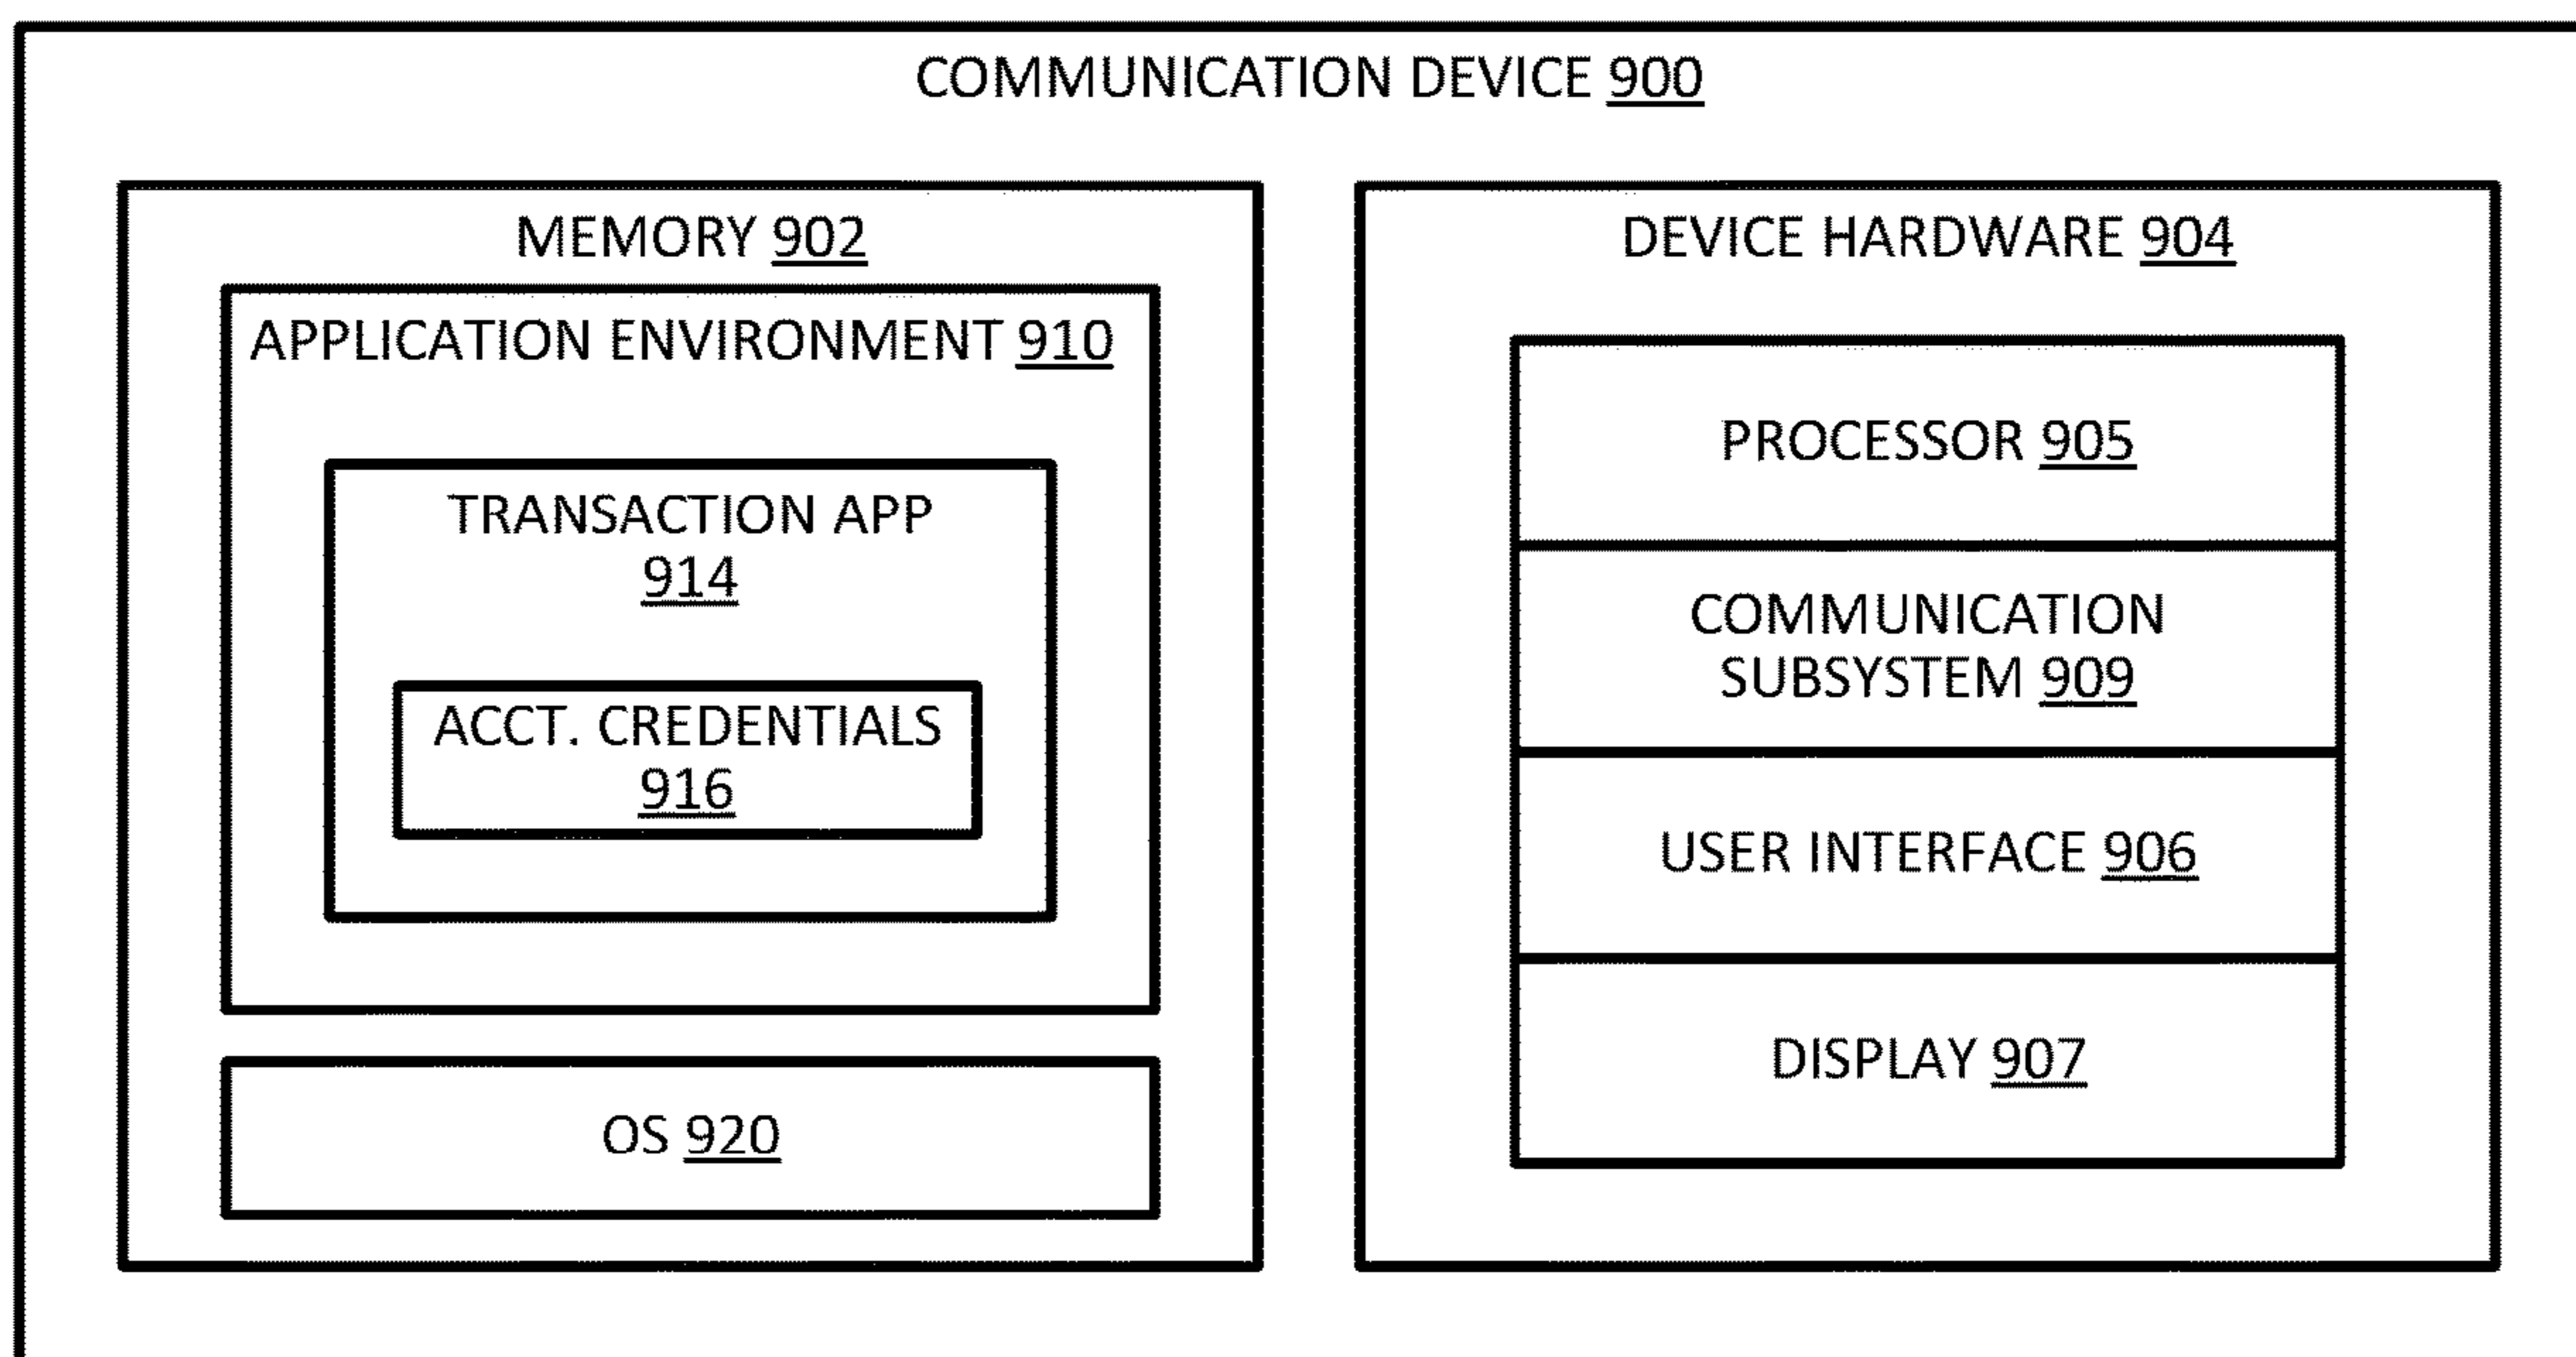 COMMUNICATION DEVICE 900
MEMORY 902
APPLICATION ENVIRONMENT 910
TRANSACTION APP
914
ACCT. CREDENTIALS
916
OS 920
DEVICE HARDWARE 904
PROCESSOR 905
COMMUNICATION
SUBSYSTEM 909
USER INTERFACE 906
DISPLAY 907